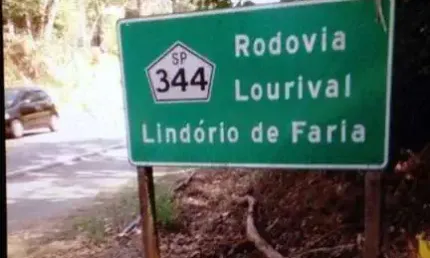 SP
344
Rodovia
Lourival
Lindório de Faria